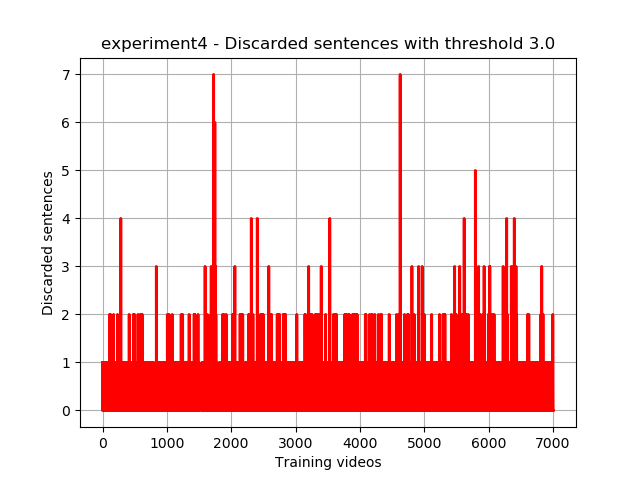 experiment4 - Discarded sentences with threshold 3.0
7
6
5
4
3
2
1
0
Discarded sentences
0 1000 2000 3000 4000 5000 6000 7000
Training videos